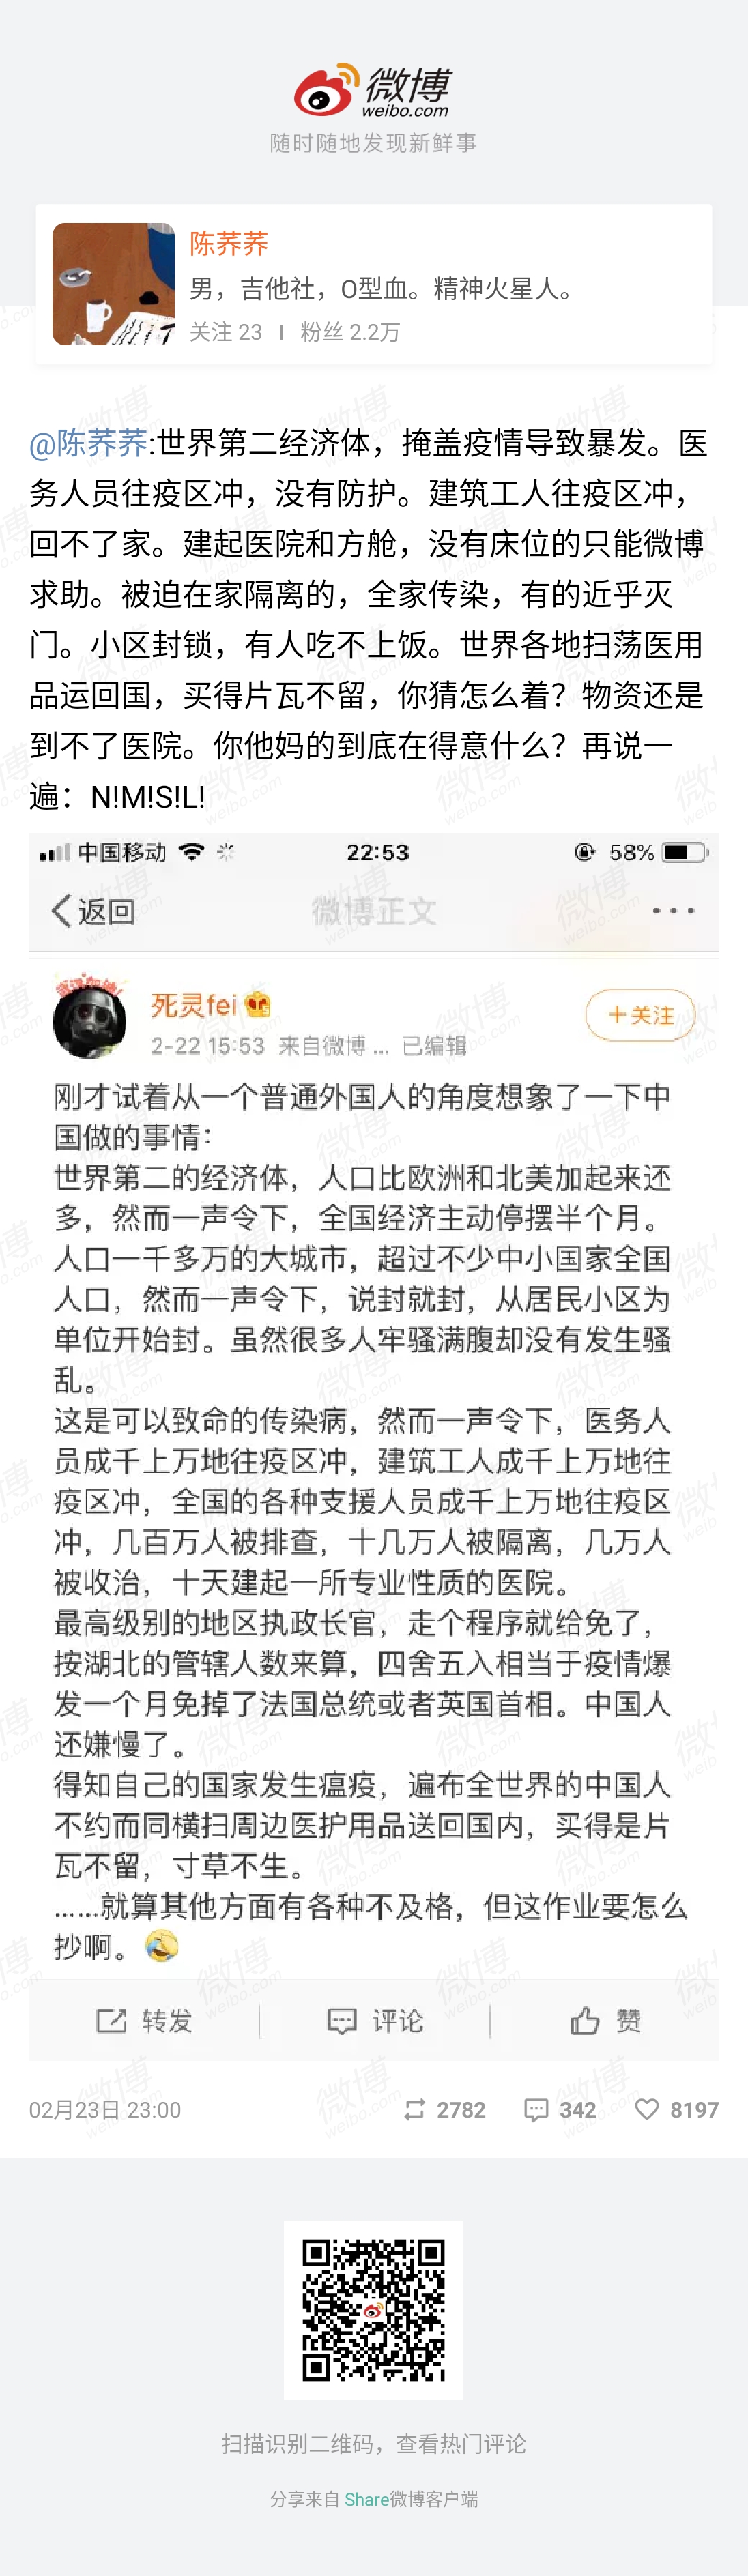 微博
weibo.com
随时随地发现新鲜事
陈荞荞
男，吉他社，O型血。精神火星人。
关注 23 | 粉丝 2.2万
@陈荞荞:世界第二经济体，掩盖疫情导致暴发。医
务人员往疫区冲，没有防护。建筑工人往疫区冲，
回不了家。建起医院和方舱，没有床位的只能微博
求助。被迫在家隔离的，全家传染，有的近乎灭
门。小区封锁，有人吃不上饭。世界各地扫荡医用
品运回国，买得片瓦不留，你猜怎么着？物资还是
到不了医院。你他妈的到底在得意什么？再说一
遍：N!M!S!L!
中国移动 22:53 58%
返回 微博正文 ...
死灵fei
+关注
2-22 15:53 来自微博 ... 已编辑
刚才试着从一个普通外国人的角度想象了一下中
国做的事情：
世界第二的经济体，人口比欧洲和北美加起来还
多，然而一声令下，全国经济主动停摆半个月。
人口一千多万的大城市，超过不少中小国家全国
人口，然而一声令下，说封就封，从居民小区为
单位开始封。虽然很多人牢骚满腹却没有发生骚
乱。
这是可以致命的传染病，然而一声令下，医务人
员成千上万地往疫区冲，建筑工人成千上万地往
疫区冲，全国的各种支援人员成千上万地往疫区
冲，几百万人被排查，十几万人被隔离，几万人
被收治，十天建起一所专业性质的医院。
最高级别的地区执政长官，走个程序就给免了，
按湖北的管辖人数来算，四舍五入相当于疫情爆
发一个月免掉了法国总统或者英国首相。中国人
还嫌慢了。
得知自己的国家发生瘟疫，遍布全世界的中国人
不约而同横扫周边医护用品送回国内，买得是片
瓦不留，寸草不生。
……就算其他方面有各种不及格，但这作业要怎么
抄啊。
转发 评论 赞
02月23日 23:00 2782 342 8197
扫描识别二维码，查看热门评论
分享来自 Share微博客户端